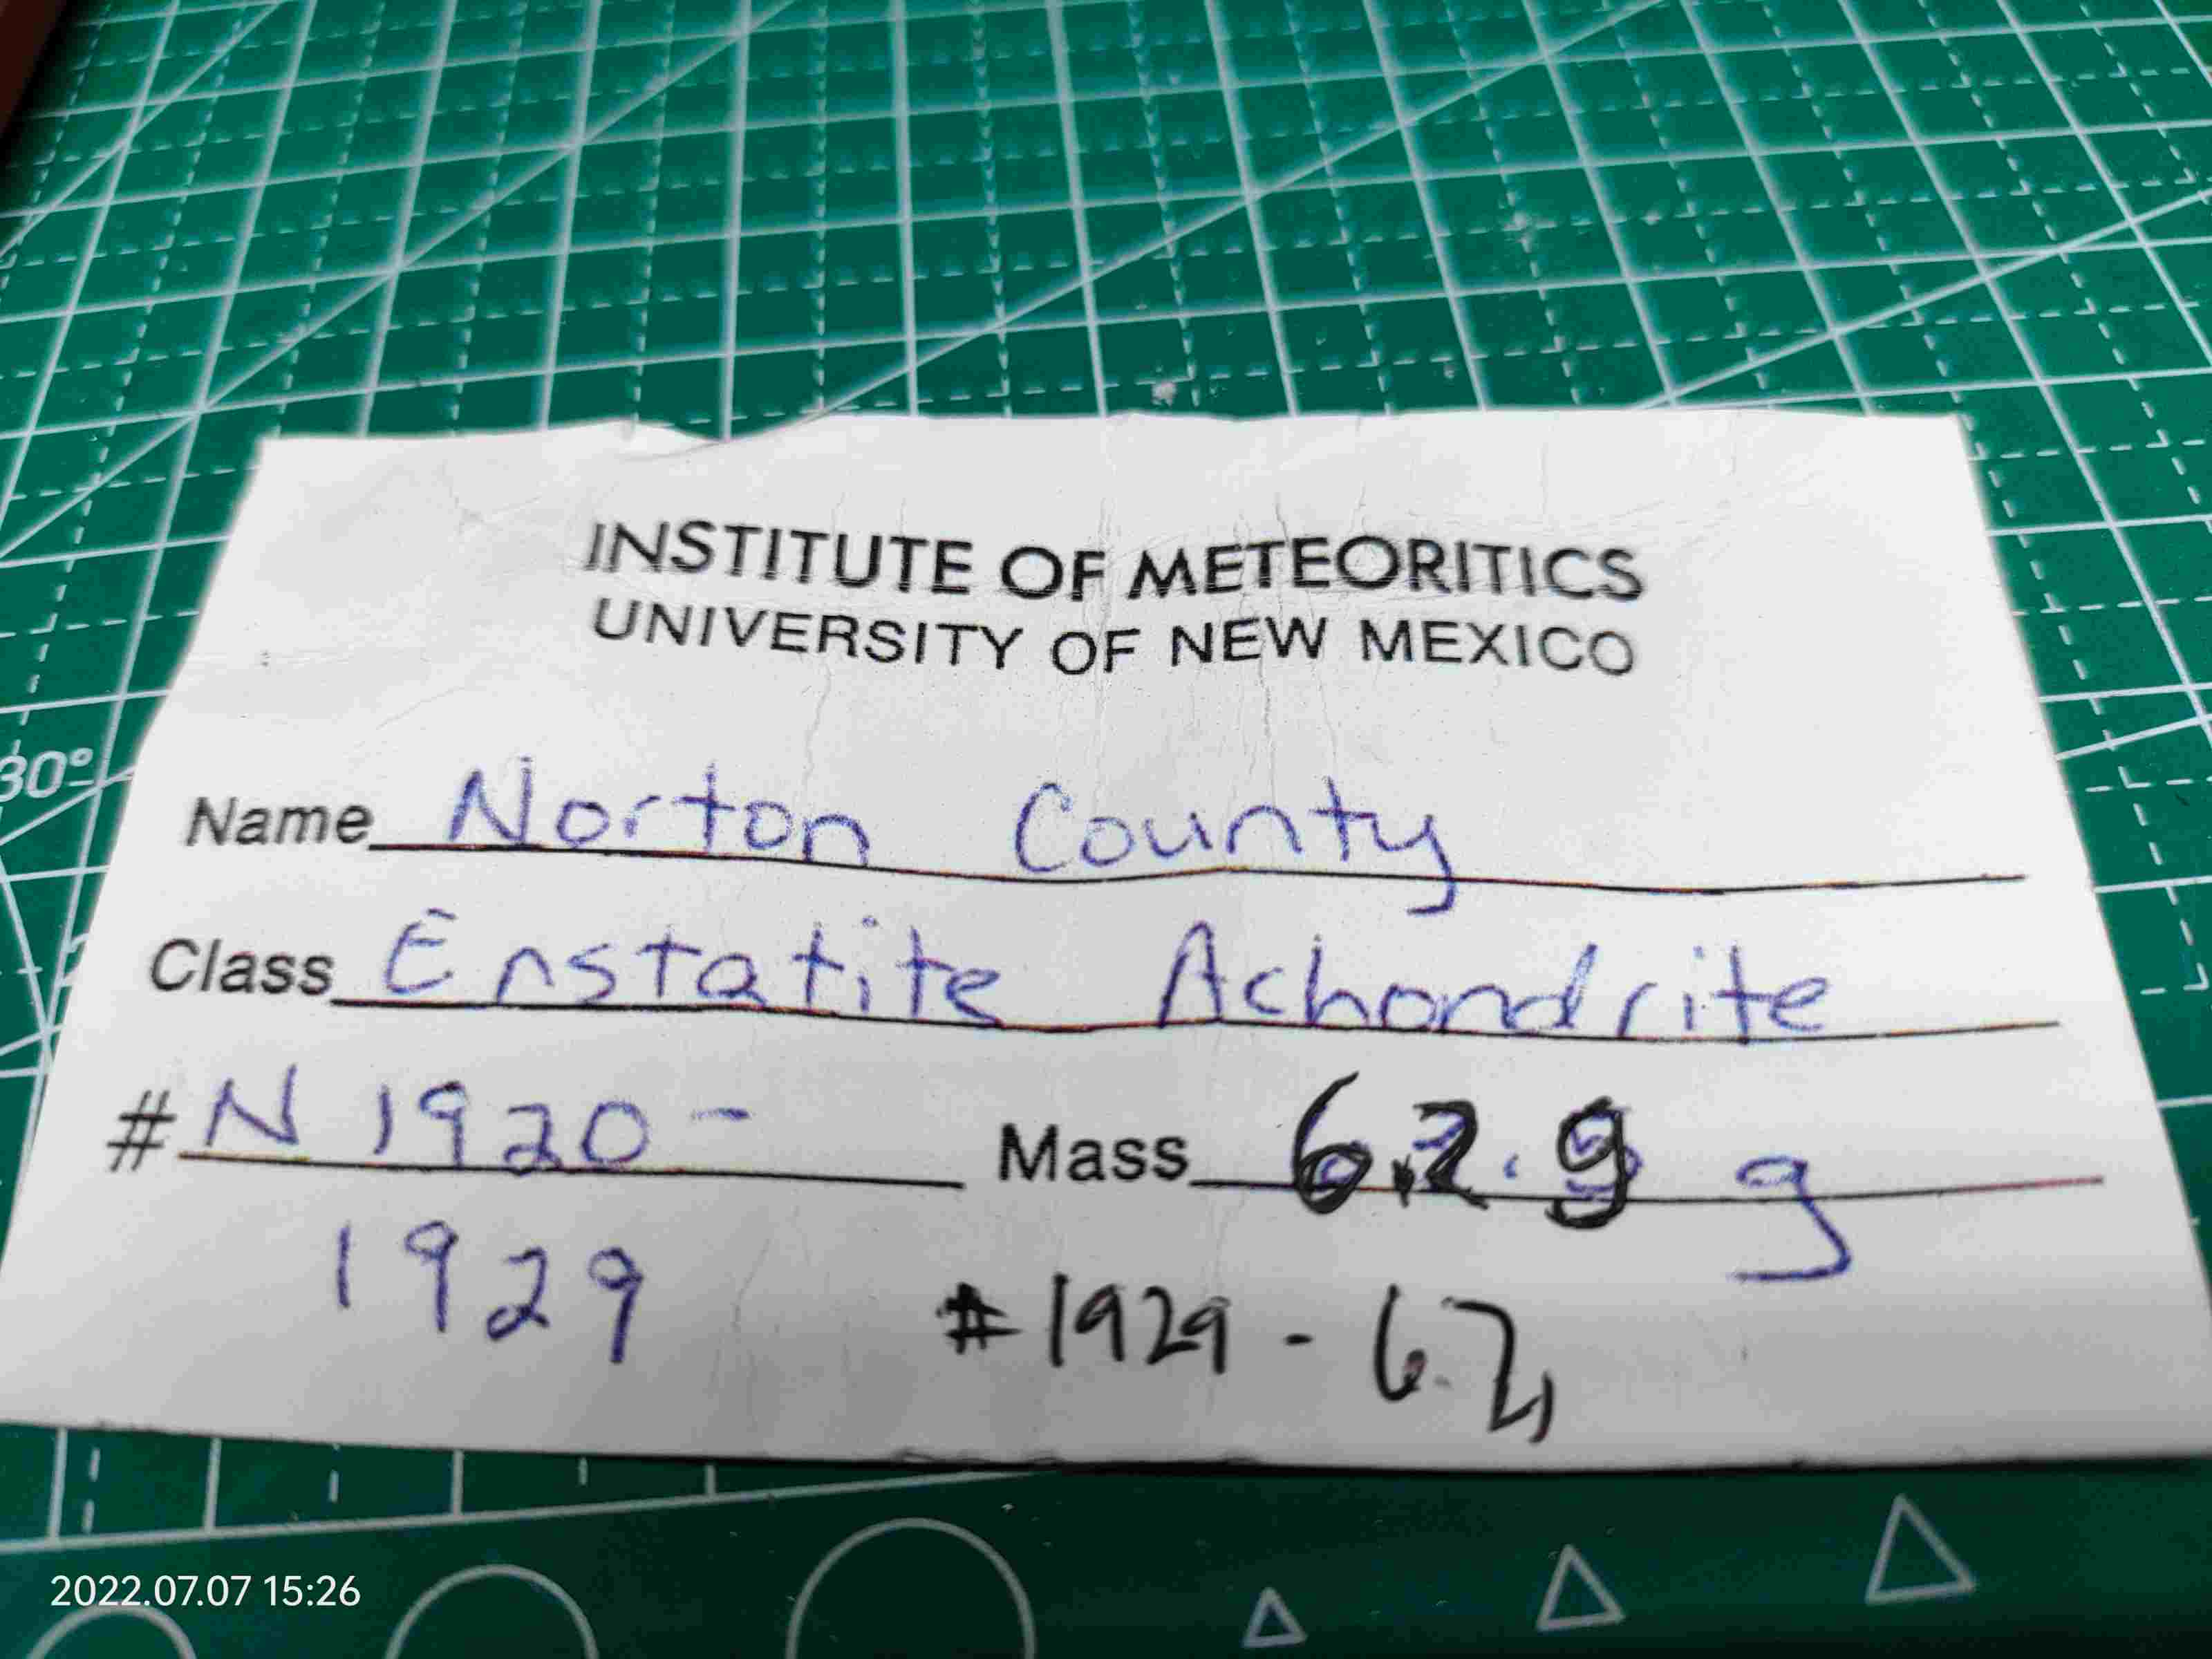 INSTITUTE OF METEORITICS
UNIVERSITY OF NEW MEXICO
30°
Name Norton County
Class Enstatite Achondrite
# N 1920- Mass 6.2 g
1929 #1929 - 6.2
2022.07.07 15:26